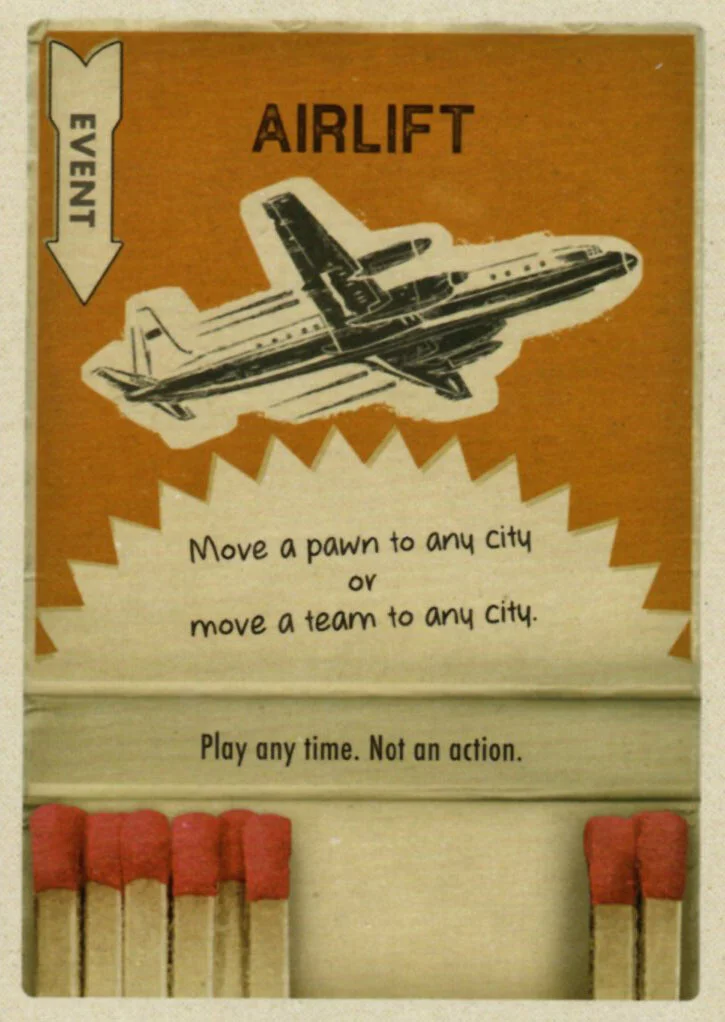 EVENT
AIRLIFT
Move a pawn to any city
or
move a team to any city.
Play any time. Not an action.